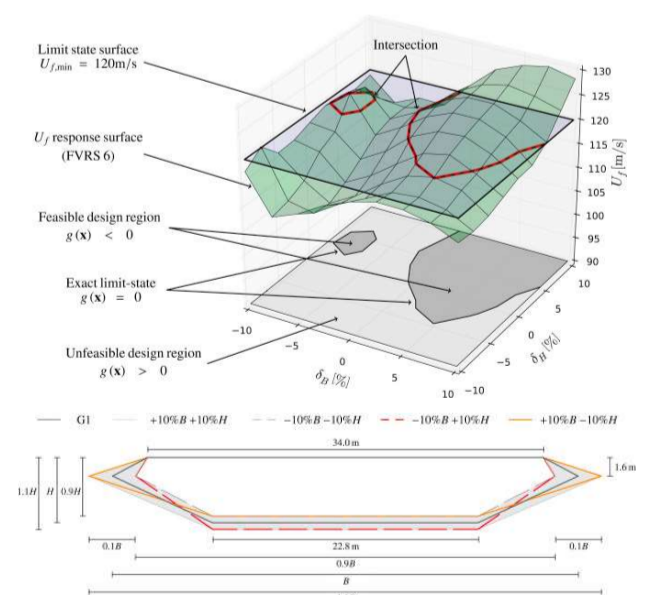 Limit state surface
U_f,min = 120m/s
Intersection
U_f response surface
(FVRS 6)
Feasible design region
g(x) < 0
Exact limit-state
g(x) = 0
Unfeasible design region
g(x) > 0
130
125
120
115
110
105
100
95
90
U_f [m/s]
−10
−5
0
5
10
δ_B [%]
−10
−5
0
5
10
δ_H [%]
G1
+10%B +10%H
−10%B −10%H
−10%B +10%H
+10%B −10%H
34.0 m
1.6 m
1.1H
H
0.9H
0.1B
22.8 m
0.1B
0.9B
B